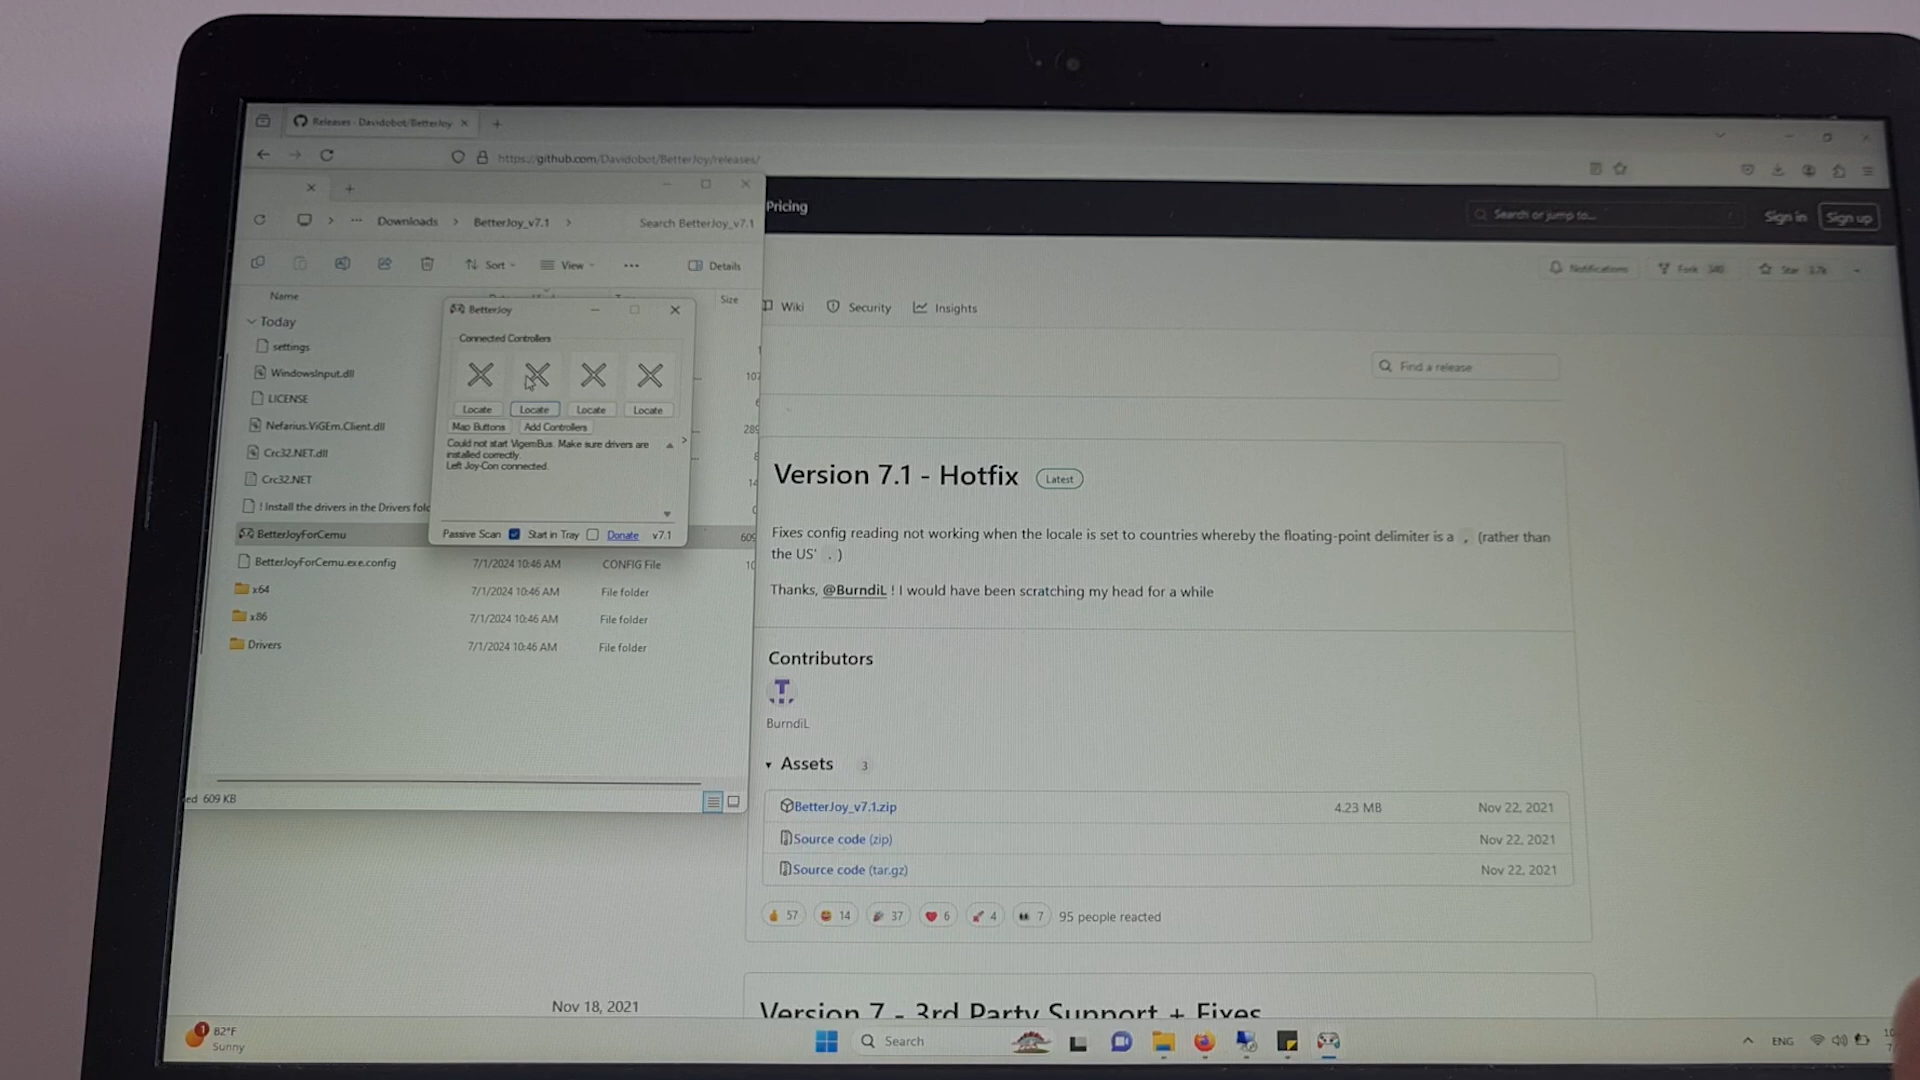 Releases · Davidobot/BetterJoy
https://github.com/Davidobot/BetterJoy/releases/
Downloads
BetterJoy_v7.1
Search BetterJoy_v7.1
Sort
View
Details
Name
Size
Today
settings
WindowsInput.dll
LICENSE
Nefarius.ViGEm.Client.dll
Crc32.NET.dll
Crc32.NET
! Install the drivers in the Drivers fol
BetterJoyForCemu
BetterJoyForCemu.exe.config 7/1/2024 10:46 AM CONFIG File
x64 7/1/2024 10:46 AM File folder
x86 7/1/2024 10:46 AM File folder
Drivers 7/1/2024 10:46 AM File folder
609 KB
BetterJoy
Connected Controllers
Locate Locate Locate Locate
Map Buttons Add Controllers
Could not start VigemBus. Make sure drivers are
installed correctly.
Left Joy-Con connected.
Passive Scan Start in Tray Donate v7.1
Pricing
Search or jump to...
Sign in Sign up
Notifications Fork 340 Star
Wiki Security Insights
Find a release
Version 7.1 - Hotfix Latest
Fixes config reading not working when the locale is set to countries whereby the floating-point delimiter is a , (rather than
the US' . )
Thanks, @BurndiL ! I would have been scratching my head for a while
Contributors
BurndiL
Assets 3
BetterJoy_v7.1.zip 4.23 MB Nov 22, 2021
Source code (zip) Nov 22, 2021
Source code (tar.gz) Nov 22, 2021
57 14 37 6 4 7 95 people reacted
Nov 18, 2021
Version 7 - 3rd Party Support + Fixes
1
82°F
Sunny
Search
ENG